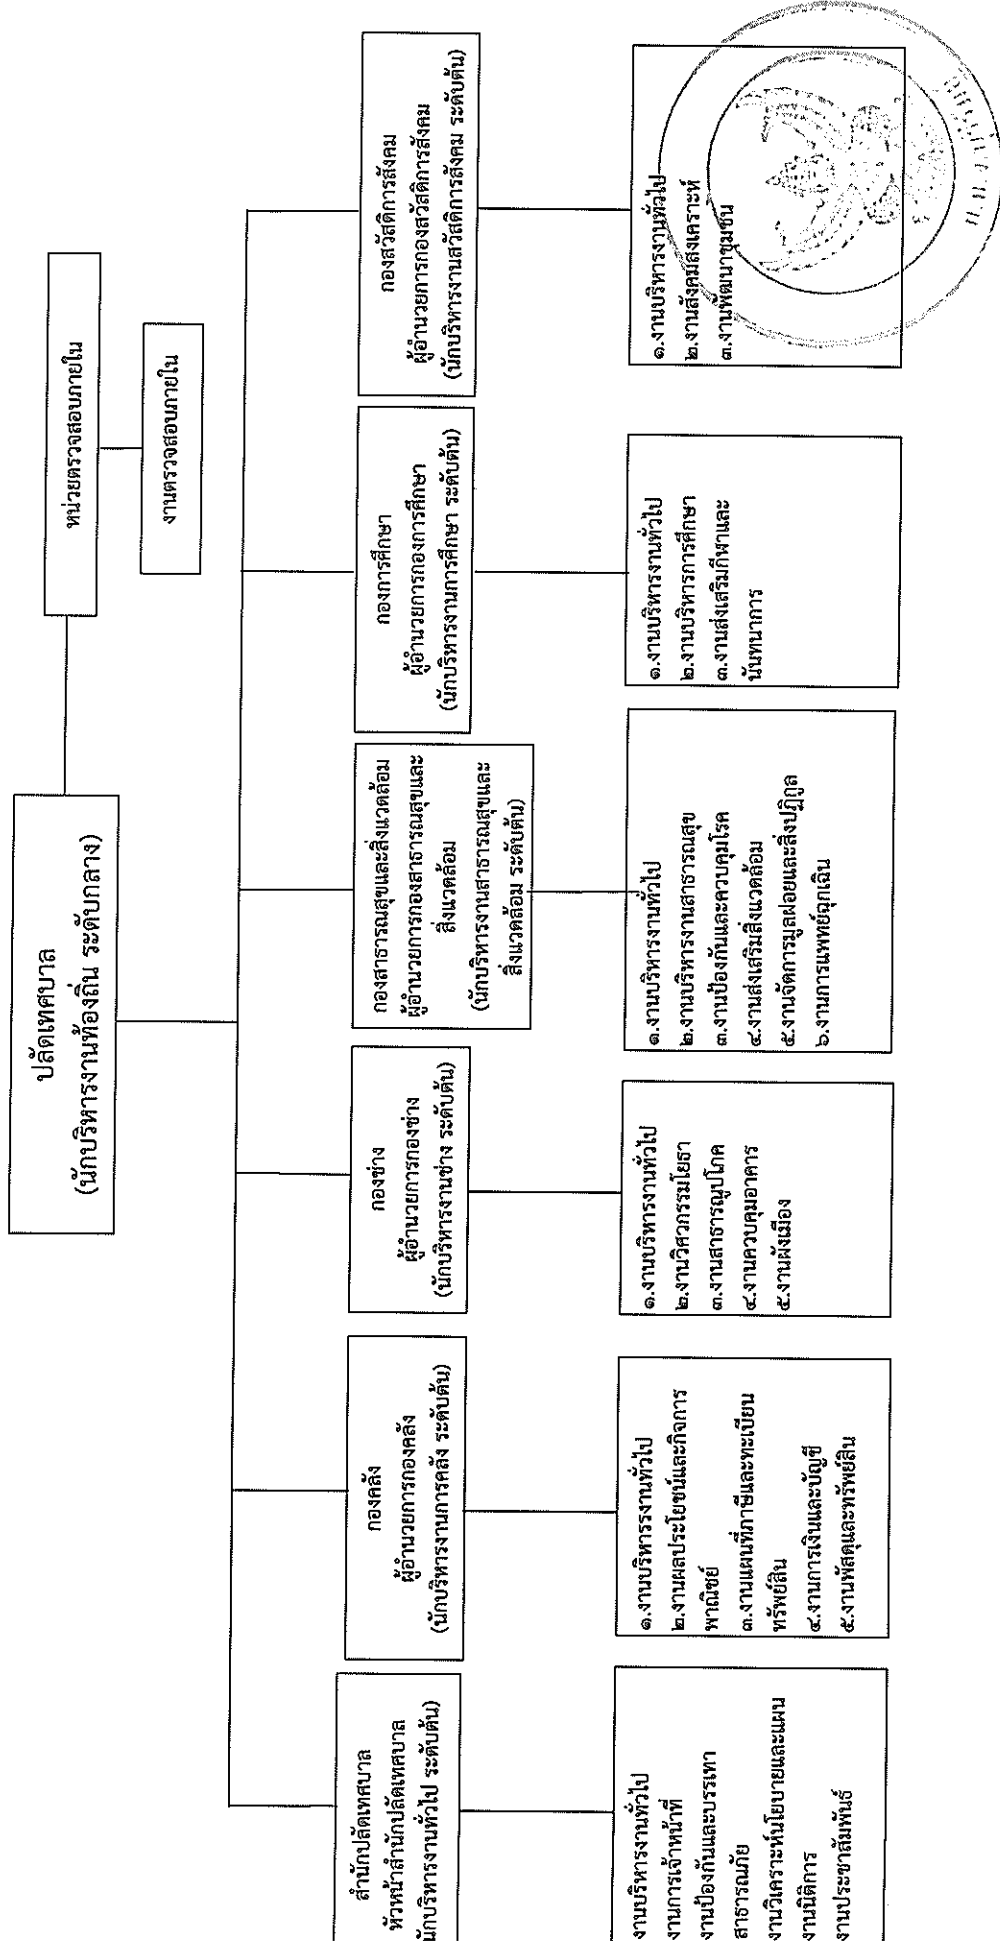 ปลัดเทศบาล
(นักบริหารงานท้องถิ่น ระดับกลาง)
หน่วยตรวจสอบภายใน
งานตรวจสอบภายใน
สำนักปลัดเทศบาล
หัวหน้าสำนักปลัดเทศบาล
นักบริหารงานทั่วไป ระดับต้น)
กองคลัง
ผู้อำนวยการกองคลัง
(นักบริหารงานการคลัง ระดับต้น)
กองช่าง
ผู้อำนวยการกองช่าง
(นักบริหารงานช่าง ระดับต้น)
กองสาธารณสุขและสิ่งแวดล้อม
ผู้อำนวยการกองสาธารณสุขและ
สิ่งแวดล้อม
(นักบริหารงานสาธารณสุขและ
สิ่งแวดล้อม ระดับต้น)
กองการศึกษา
ผู้อำนวยการกองการศึกษา
(นักบริหารงานการศึกษา ระดับต้น)
กองสวัสดิการสังคม
ผู้อำนวยการกองสวัสดิการสังคม
(นักบริหารงานสวัสดิการสังคม ระดับต้น)
งานบริหารงานทั่วไป
งานการเจ้าหน้าที่
งานป้องกันและบรรเทา
สาธารณภัย
งานวิเคราะห์นโยบายและแผน
งานนิติการ
งานประชาสัมพันธ์
๑.งานบริหารรงานทั่วไป
๒.งานผลประโยชน์และกิจการ
พาณิชย์
๓.งานแผนที่ภาษีและทะเบียน
ทรัพย์สิน
๔.งานการเงินและบัญชี
๕.งานพัสดุและทรัพย์สิน
๑.งานบริหารงานทั่วไป
๒.งานวิศวกรรมโยธา
๓.งานสาธารณูปโภค
๔.งานควบคุมอาคาร
๕.งานผังเมือง
๑.งานบริหารงานทั่วไป
๒.งานบริหารงานสาธารณสุข
๓.งานป้องกันและควบคุมโรค
๔.งานส่งเสริมสิ่งแวดล้อม
๕.งานจัดการมูลฝอยและสิ่งปฏิกูล
๖.งานการแพทย์ฉุกเฉิน
๑.งานบริหารงานทั่วไป
๒.งานบริหารการศึกษา
๓.งานส่งเสริมกีฬาและ
นันทนาการ
๑.งานบริหารงานทั่วไป
๒.งานสังคมสงเคราะห์
๓.งานพัฒนาชุมชน